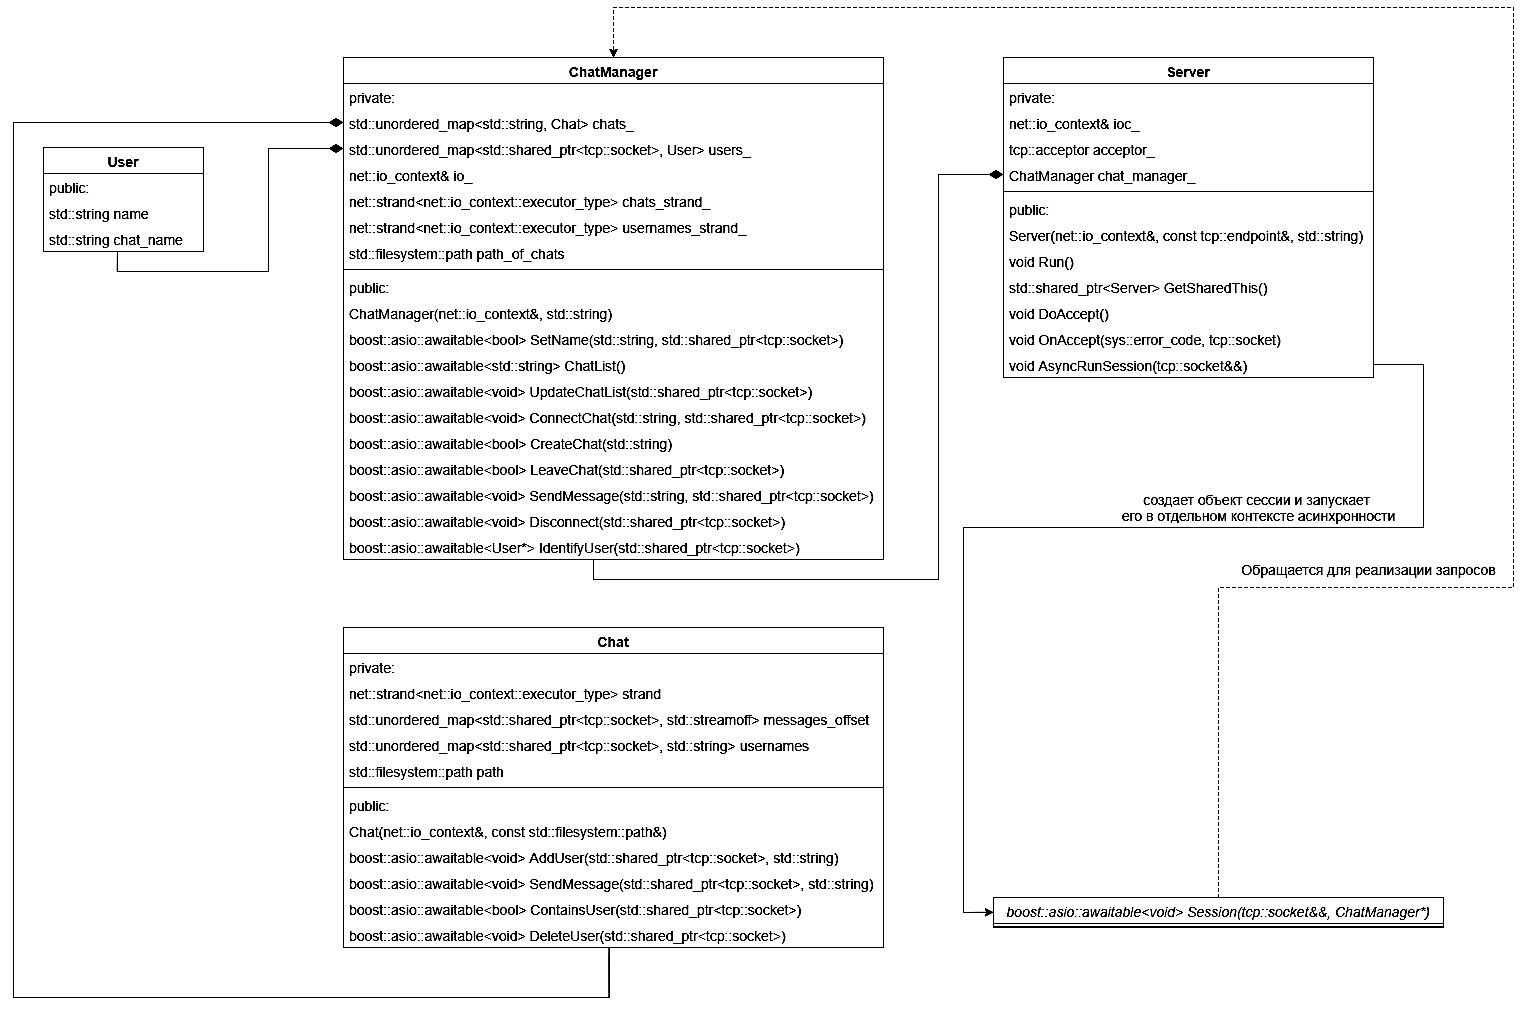 ChatManager
private:
std::unordered_map<std::string, Chat> chats_
std::unordered_map<std::shared_ptr<tcp::socket>, User> users_
net::io_context& io_
net::strand<net::io_context::executor_type> chats_strand_
net::strand<net::io_context::executor_type> usernames_strand_
std::filesystem::path path_of_chats
public:
ChatManager(net::io_context&, std::string)
boost::asio::awaitable<bool> SetName(std::string, std::shared_ptr<tcp::socket>)
boost::asio::awaitable<std::string> ChatList()
boost::asio::awaitable<void> UpdateChatList(std::shared_ptr<tcp::socket>)
boost::asio::awaitable<void> ConnectChat(std::string, std::shared_ptr<tcp::socket>)
boost::asio::awaitable<bool> CreateChat(std::string)
boost::asio::awaitable<bool> LeaveChat(std::shared_ptr<tcp::socket>)
boost::asio::awaitable<void> SendMessage(std::string, std::shared_ptr<tcp::socket>)
boost::asio::awaitable<void> Disconnect(std::shared_ptr<tcp::socket>)
boost::asio::awaitable<User*> IdentifyUser(std::shared_ptr<tcp::socket>)
Server
private:
net::io_context& ioc_
tcp::acceptor acceptor_
ChatManager chat_manager_
public:
Server(net::io_context&, const tcp::endpoint&, std::string)
void Run()
std::shared_ptr<Server> GetSharedThis()
void DoAccept()
void OnAccept(sys::error_code, tcp::socket)
void AsyncRunSession(tcp::socket&&)
User
public:
std::string name
std::string chat_name
создает объект сессии и запускает
его в отдельном контексте асинхронности
Обращается для реализации запросов
Chat
private:
net::strand<net::io_context::executor_type> strand
std::unordered_map<std::shared_ptr<tcp::socket>, std::streamoff> messages_offset
std::unordered_map<std::shared_ptr<tcp::socket>, std::string> usernames
std::filesystem::path path
public:
Chat(net::io_context&, const std::filesystem::path&)
boost::asio::awaitable<void> AddUser(std::shared_ptr<tcp::socket>, std::string)
boost::asio::awaitable<void> SendMessage(std::shared_ptr<tcp::socket>, std::string)
boost::asio::awaitable<bool> ContainsUser(std::shared_ptr<tcp::socket>)
boost::asio::awaitable<void> DeleteUser(std::shared_ptr<tcp::socket>)
boost::asio::awaitable<void> Session(tcp::socket&&, ChatManager*)